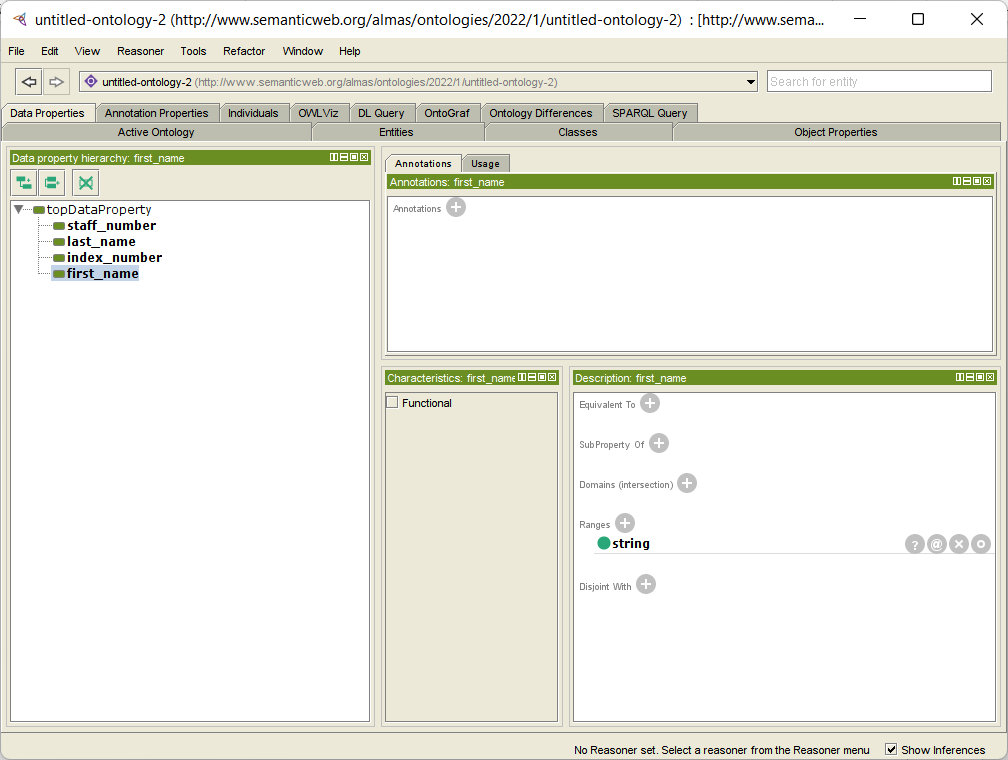 untitled-ontology-2 (http://www.semanticweb.org/almas/ontologies/2022/1/untitled-ontology-2) : [http://www.sema...
File Edit View Reasoner Tools Refactor Window Help
untitled-ontology-2 (http://www.semanticweb.org/almas/ontologies/2022/1/untitled-ontology-2)
Search for entity
Data Properties Annotation Properties Individuals OWLViz DL Query OntoGraf Ontology Differences SPARQL Query
Active Ontology Entities Classes Object Properties
Data property hierarchy: first_name
topDataProperty
staff_number
last_name
index_number
first_name
Annotations Usage
Annotations: first_name
Annotations
Characteristics: first_name
Functional
Description: first_name
Equivalent To
SubProperty Of
Domains (intersection)
Ranges
string
Disjoint With
No Reasoner set. Select a reasoner from the Reasoner menu
Show Inferences